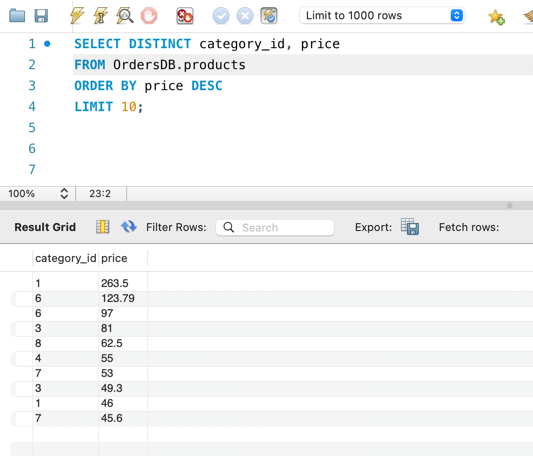 Limit to 1000 rows
1 SELECT DISTINCT category_id, price
2 FROM OrdersDB.products
3 ORDER BY price DESC
4 LIMIT 10;
5
6
7
100% 23:2
Result Grid Filter Rows: Search Export: Fetch rows:
category_id price
1 263.5
6 123.79
6 97
3 81
8 62.5
4 55
7 53
3 49.3
1 46
7 45.6